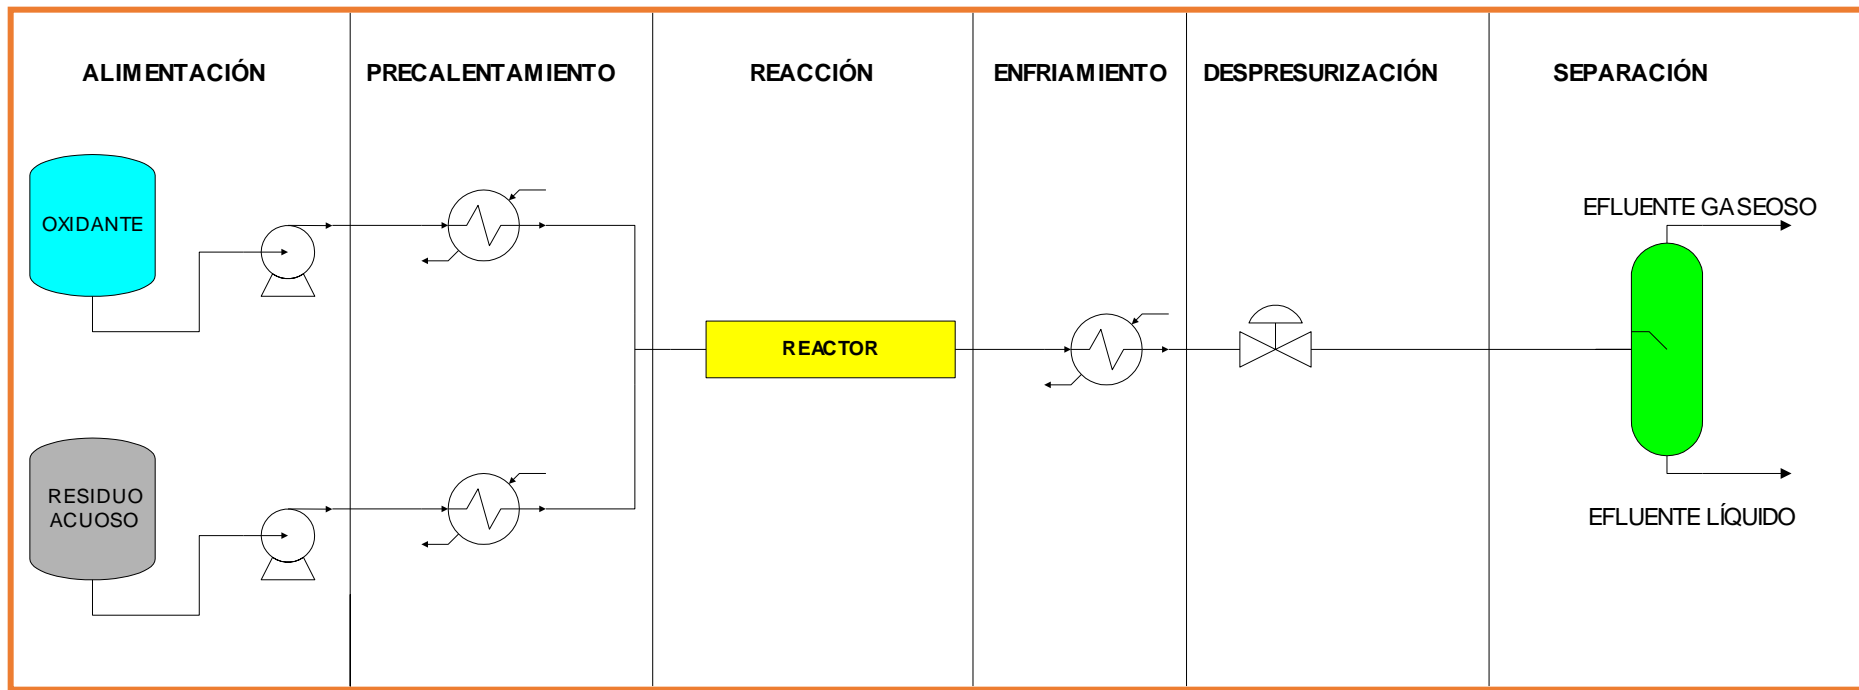 ALIMENTACIÓN
PRECALENTAMIENTO
REACCIÓN
ENFRIAMIENTO
DESPRESURIZACIÓN
SEPARACIÓN
OXIDANTE
EFLUENTE GASEOSO
REACTOR
RESIDUO
ACUOSO
EFLUENTE LÍQUIDO